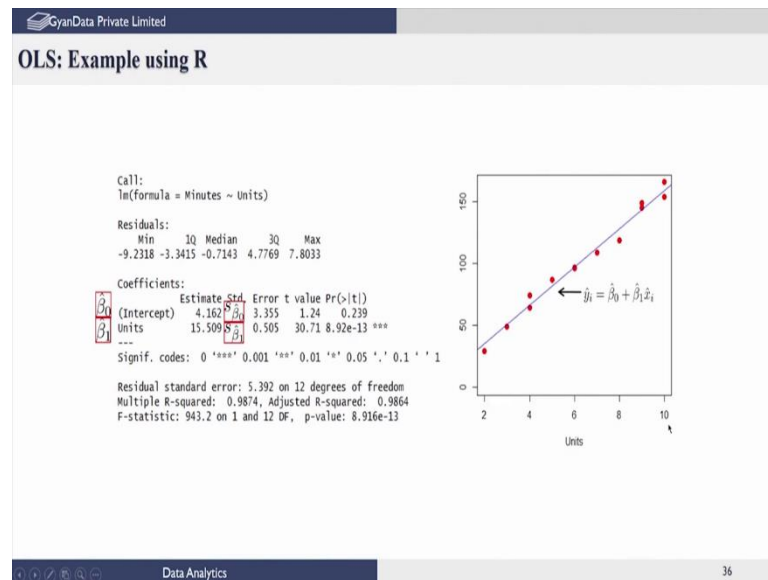 GyanData Private Limited
OLS: Example using R
Call:
lm(formula = Minutes ~ Units)
Residuals:
Min 1Q Median 3Q Max
-9.2318 -3.3415 -0.7143 4.7769 7.8033
Coefficients:
Estimate Std. Error t value Pr(>|t|)
β̂₀ (Intercept) 4.162 S β̂₀ 3.355 1.24 0.239
β̂₁ Units 15.509 S β̂₁ 0.505 30.71 8.92e-13 ***
---
Signif. codes: 0 ‘***’ 0.001 ‘**’ 0.01 ‘*’ 0.05 ‘.’ 0.1 ‘ ’ 1
Residual standard error: 5.392 on 12 degrees of freedom
Multiple R-squared: 0.9874, Adjusted R-squared: 0.9864
F-statistic: 943.2 on 1 and 12 DF, p-value: 8.916e-13
150
100
50
0
ŷᵢ = β̂₀ + β̂₁x̂ᵢ
2 4 6 8 10
Units
Data Analytics
36